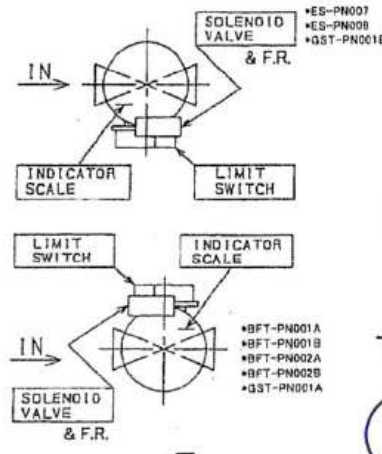 SOLENOID
VALVE
& F.R.
*ES-PN007
*ES-PN008
*GST-PN001B
IN
INDICATOR
SCALE
LIMIT
SWITCH
LIMIT
SWITCH
INDICATOR
SCALE
IN
*BFT-PN001A
*BFT-PN001B
*BFT-PN002A
*BFT-PN002B
*GST-PN001A
SOLENOID
VALVE
& F.R.